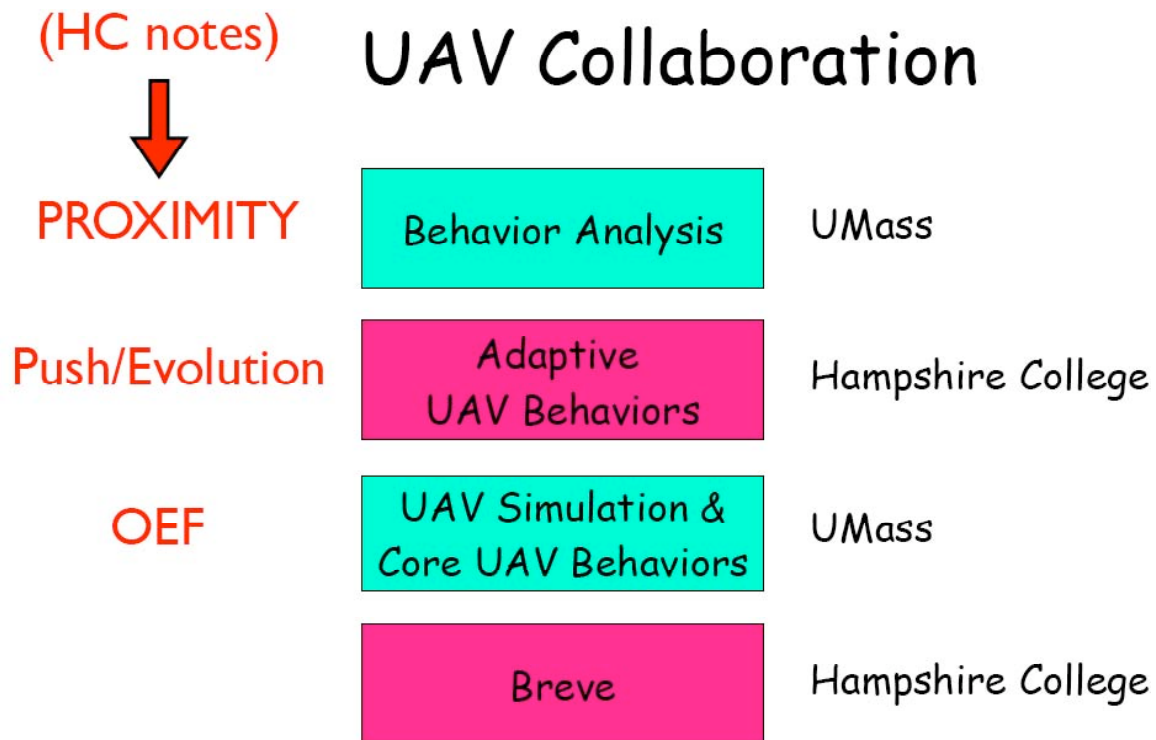 (HC notes)
UAV Collaboration
PROXIMITY
Behavior Analysis
UMass
Push/Evolution
Adaptive
UAV Behaviors
Hampshire College
OEF
UAV Simulation &
Core UAV Behaviors
UMass
Breve
Hampshire College